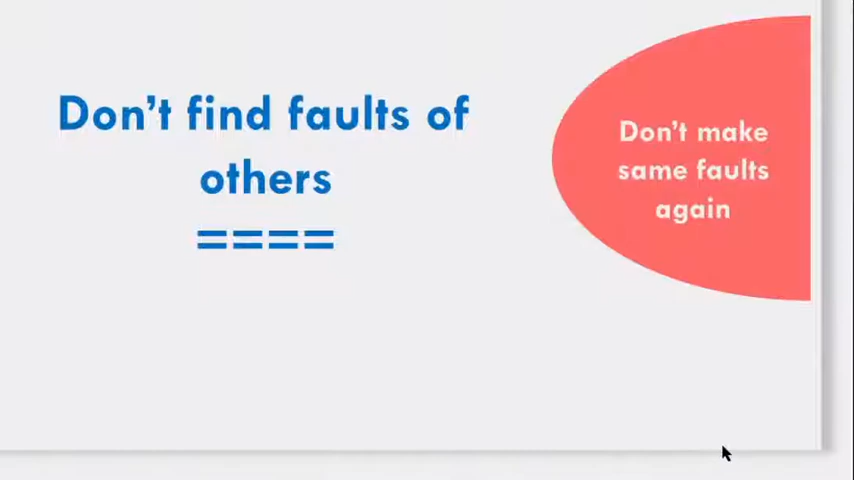 Don't find faults of
others
====
Don't make
same faults
again